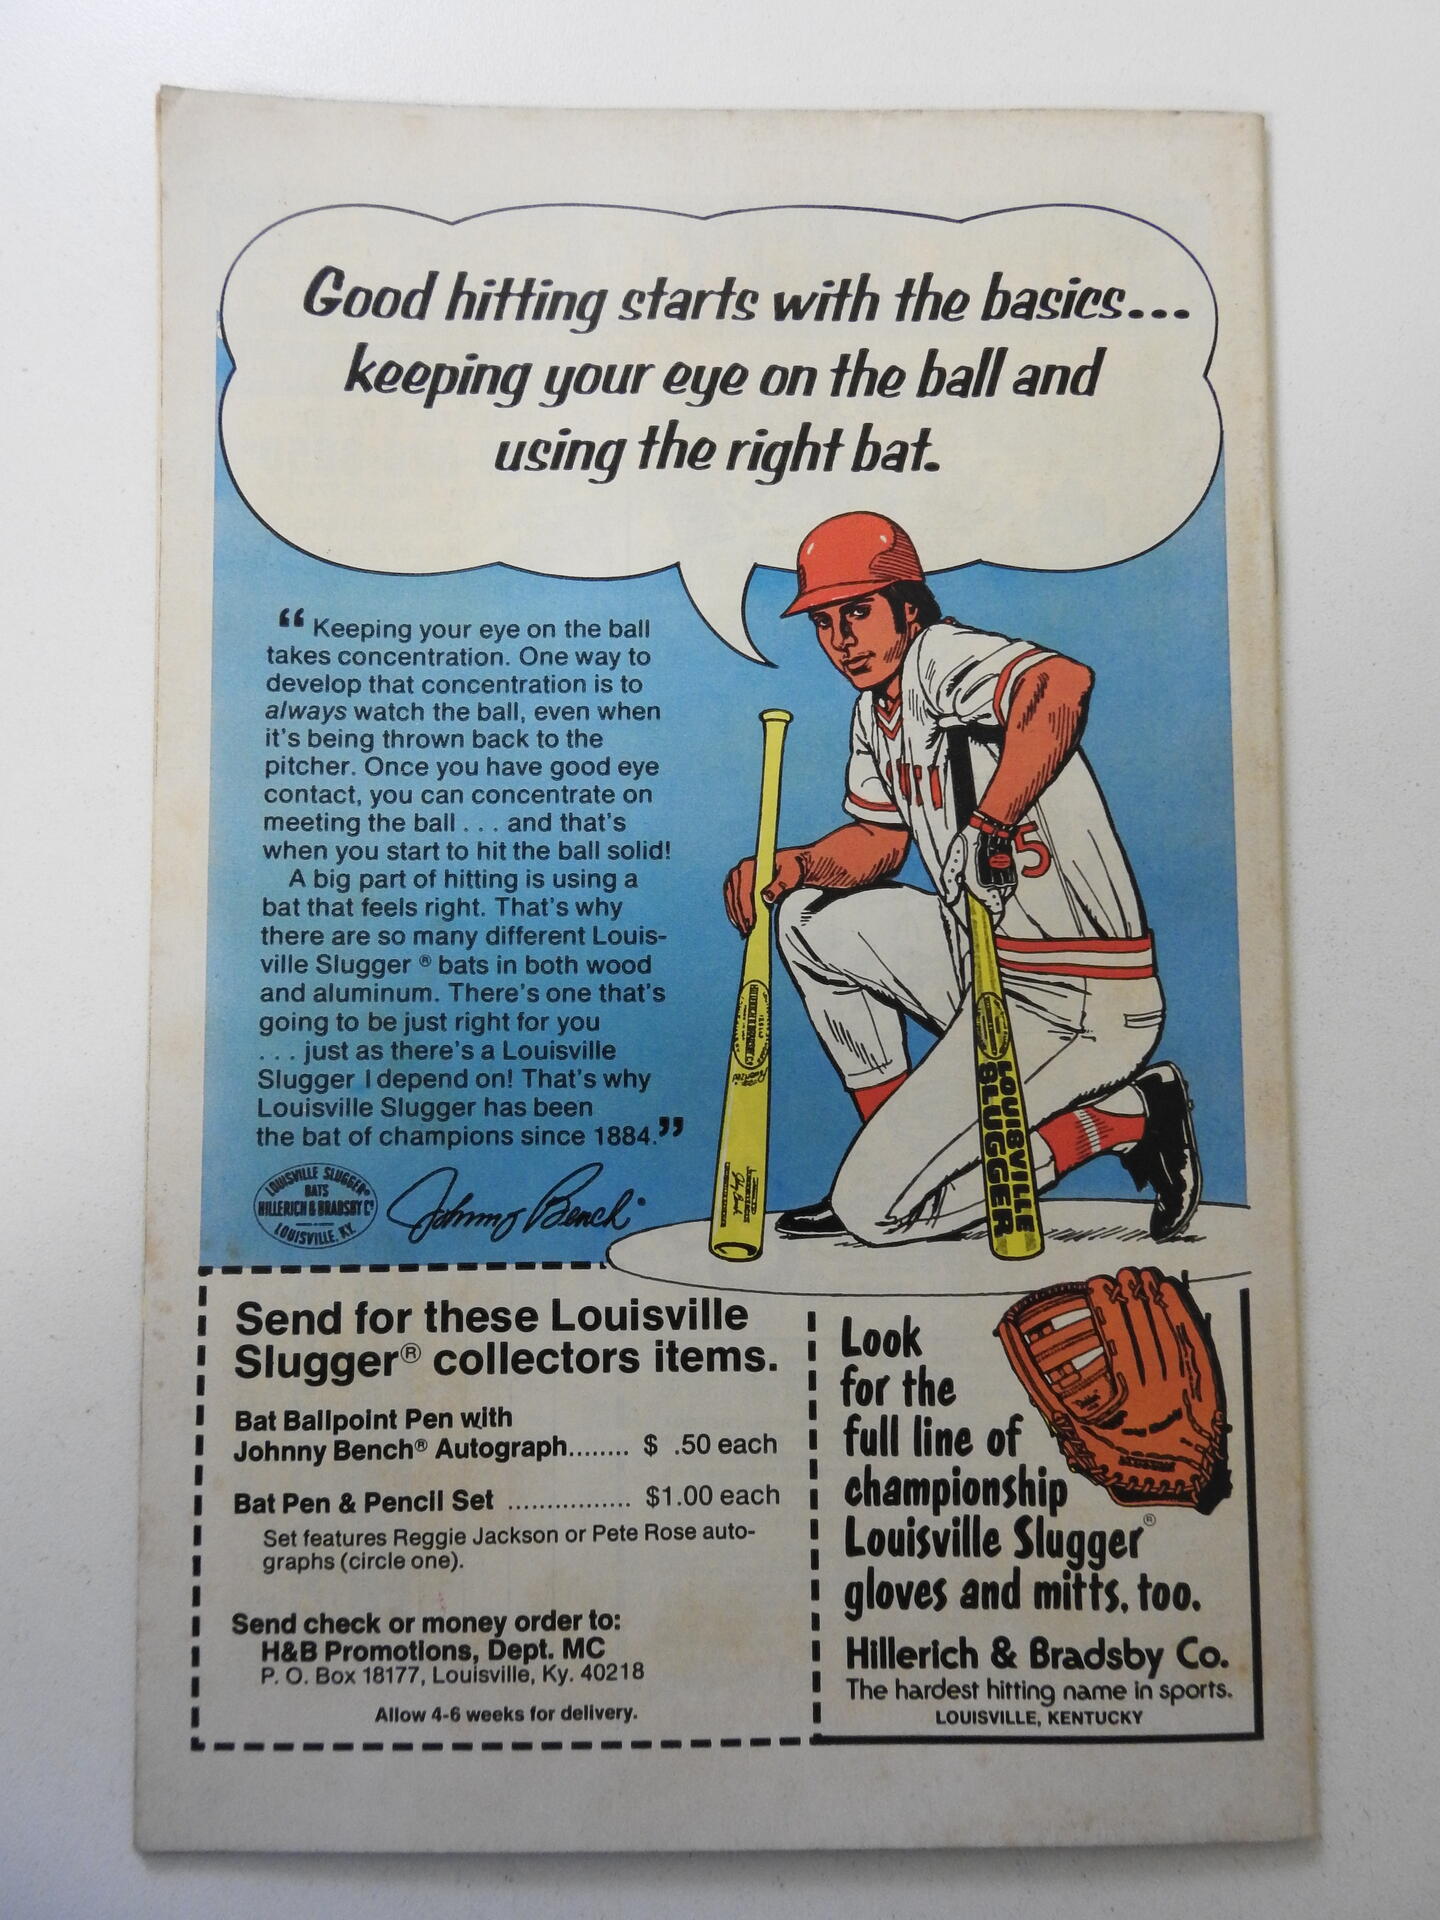 Good hitting starts with the basics...
keeping your eye on the ball and
using the right bat.
“ Keeping your eye on the ball
takes concentration. One way to
develop that concentration is to
always watch the ball, even when
it's being thrown back to the
pitcher. Once you have good eye
contact, you can concentrate on
meeting the ball . . . and that's
when you start to hit the ball solid!
A big part of hitting is using a
bat that feels right. That's why
there are so many different Louis-
ville Slugger ® bats in both wood
and aluminum. There's one that's
going to be just right for you
. . . just as there's a Louisville
Slugger I depend on! That's why
Louisville Slugger has been
the bat of champions since 1884.”
LOUISVILLE SLUGGER®
BATS
HILLERICH & BRADSBY Cº
LOUISVILLE, KY.
Johnny Bench
5
LOUISVILLE
SLUGGER
Send for these Louisville
Slugger® collectors items.
Bat Ballpoint Pen with
Johnny Bench® Autograph........ $ .50 each
Bat Pen & Pencil Set ................ $1.00 each
Set features Reggie Jackson or Pete Rose auto-
graphs (circle one).
Send check or money order to:
H&B Promotions, Dept. MC
P. O. Box 18177, Louisville, Ky. 40218
Allow 4-6 weeks for delivery.
Look
for the
full line of
championship
Louisville Slugger®
gloves and mitts, too.
Hillerich & Bradsby Co.
The hardest hitting name in sports.
LOUISVILLE, KENTUCKY